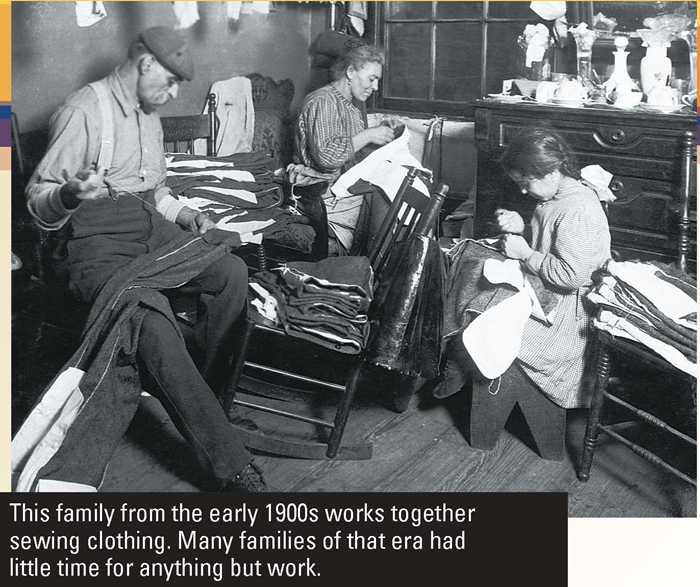 This family from the early 1900s works together
sewing clothing. Many families of that era had
little time for anything but work.